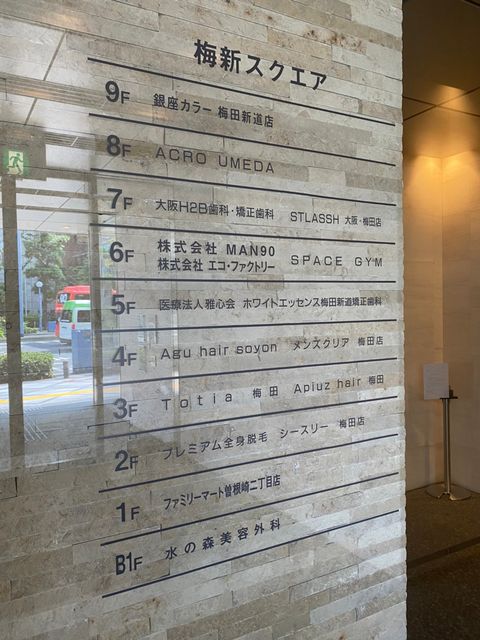 梅新スクエア
9F 銀座カラー 梅田新道店
8F ACRO UMEDA
7F 大阪H2B歯科・矯正歯科 STLASSH 大阪・梅田店
6F 株式会社 MAN90 SPACE GYM
株式会社 エコ・ファクトリー
5F 医療法人雅心会 ホワイトエッセンス梅田新道矯正歯科
4F Agu hair soyon メンズクリア 梅田店
3F Totia 梅田 Apiuz hair 梅田
2F プレミアム全身脱毛 シースリー 梅田店
1F ファミリーマート曽根崎二丁目店
B1F 水の森美容外科